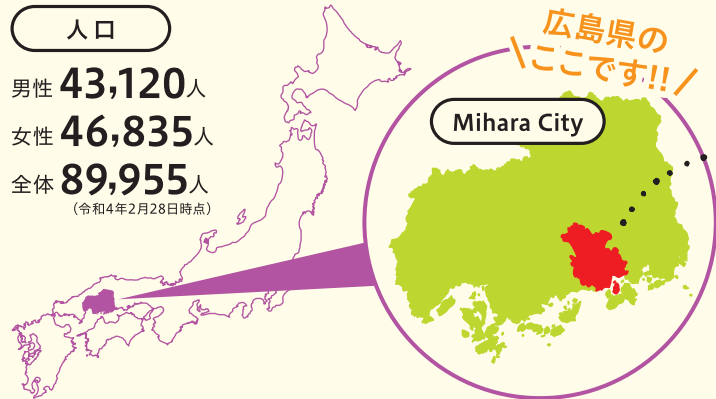 人口
男性 43,120人
女性 46,835人
全体 89,955人
（令和4年2月28日時点）
広島県の
ここです!!
Mihara City